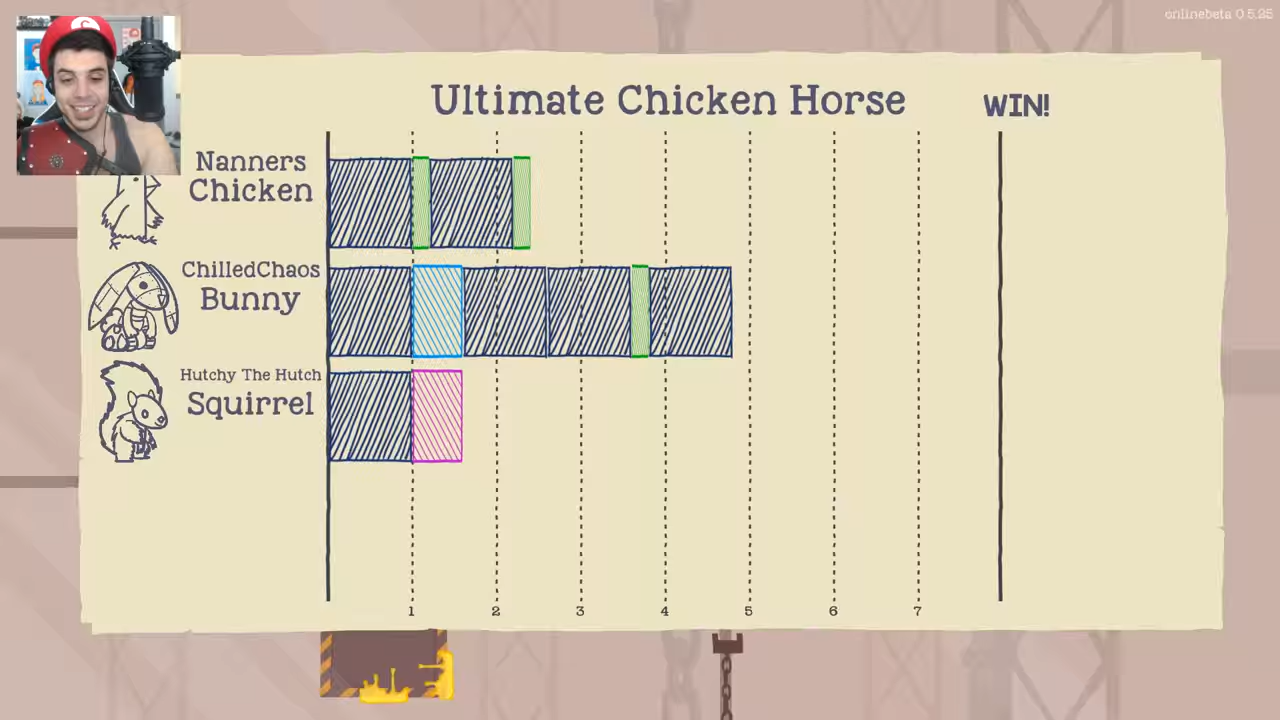 onlinebeta 0.5.25
Ultimate Chicken Horse
WIN!
Nanners
Chicken
ChilledChaos
Bunny
Hutchy The Hutch
Squirrel
1 2 3 4 5 6 7